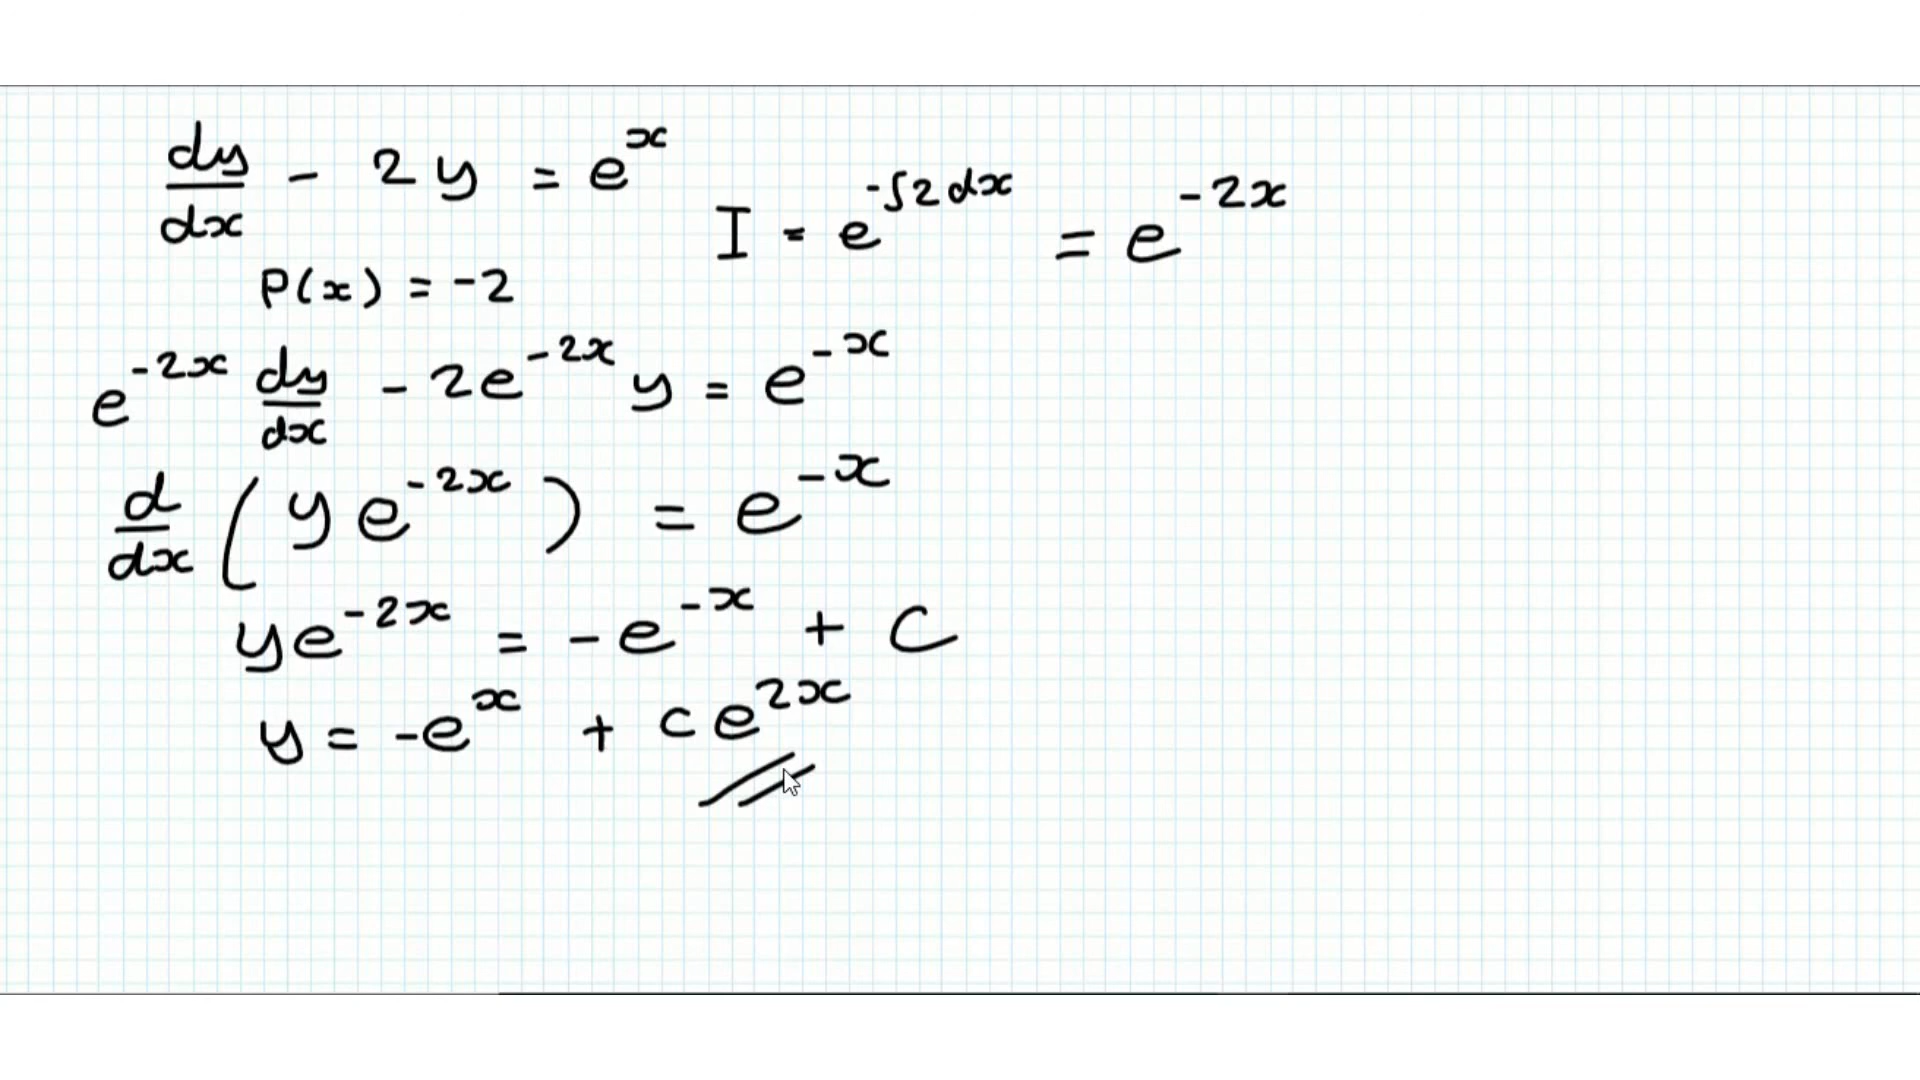 dy/dx - 2y = e^x
I = e^{-∫2dx} = e^{-2x}
P(x) = -2
e^{-2x} dy/dx - 2e^{-2x} y = e^{-x}
d/dx (ye^{-2x}) = e^{-x}
ye^{-2x} = -e^{-x} + C
y = -e^x + ce^{2x}